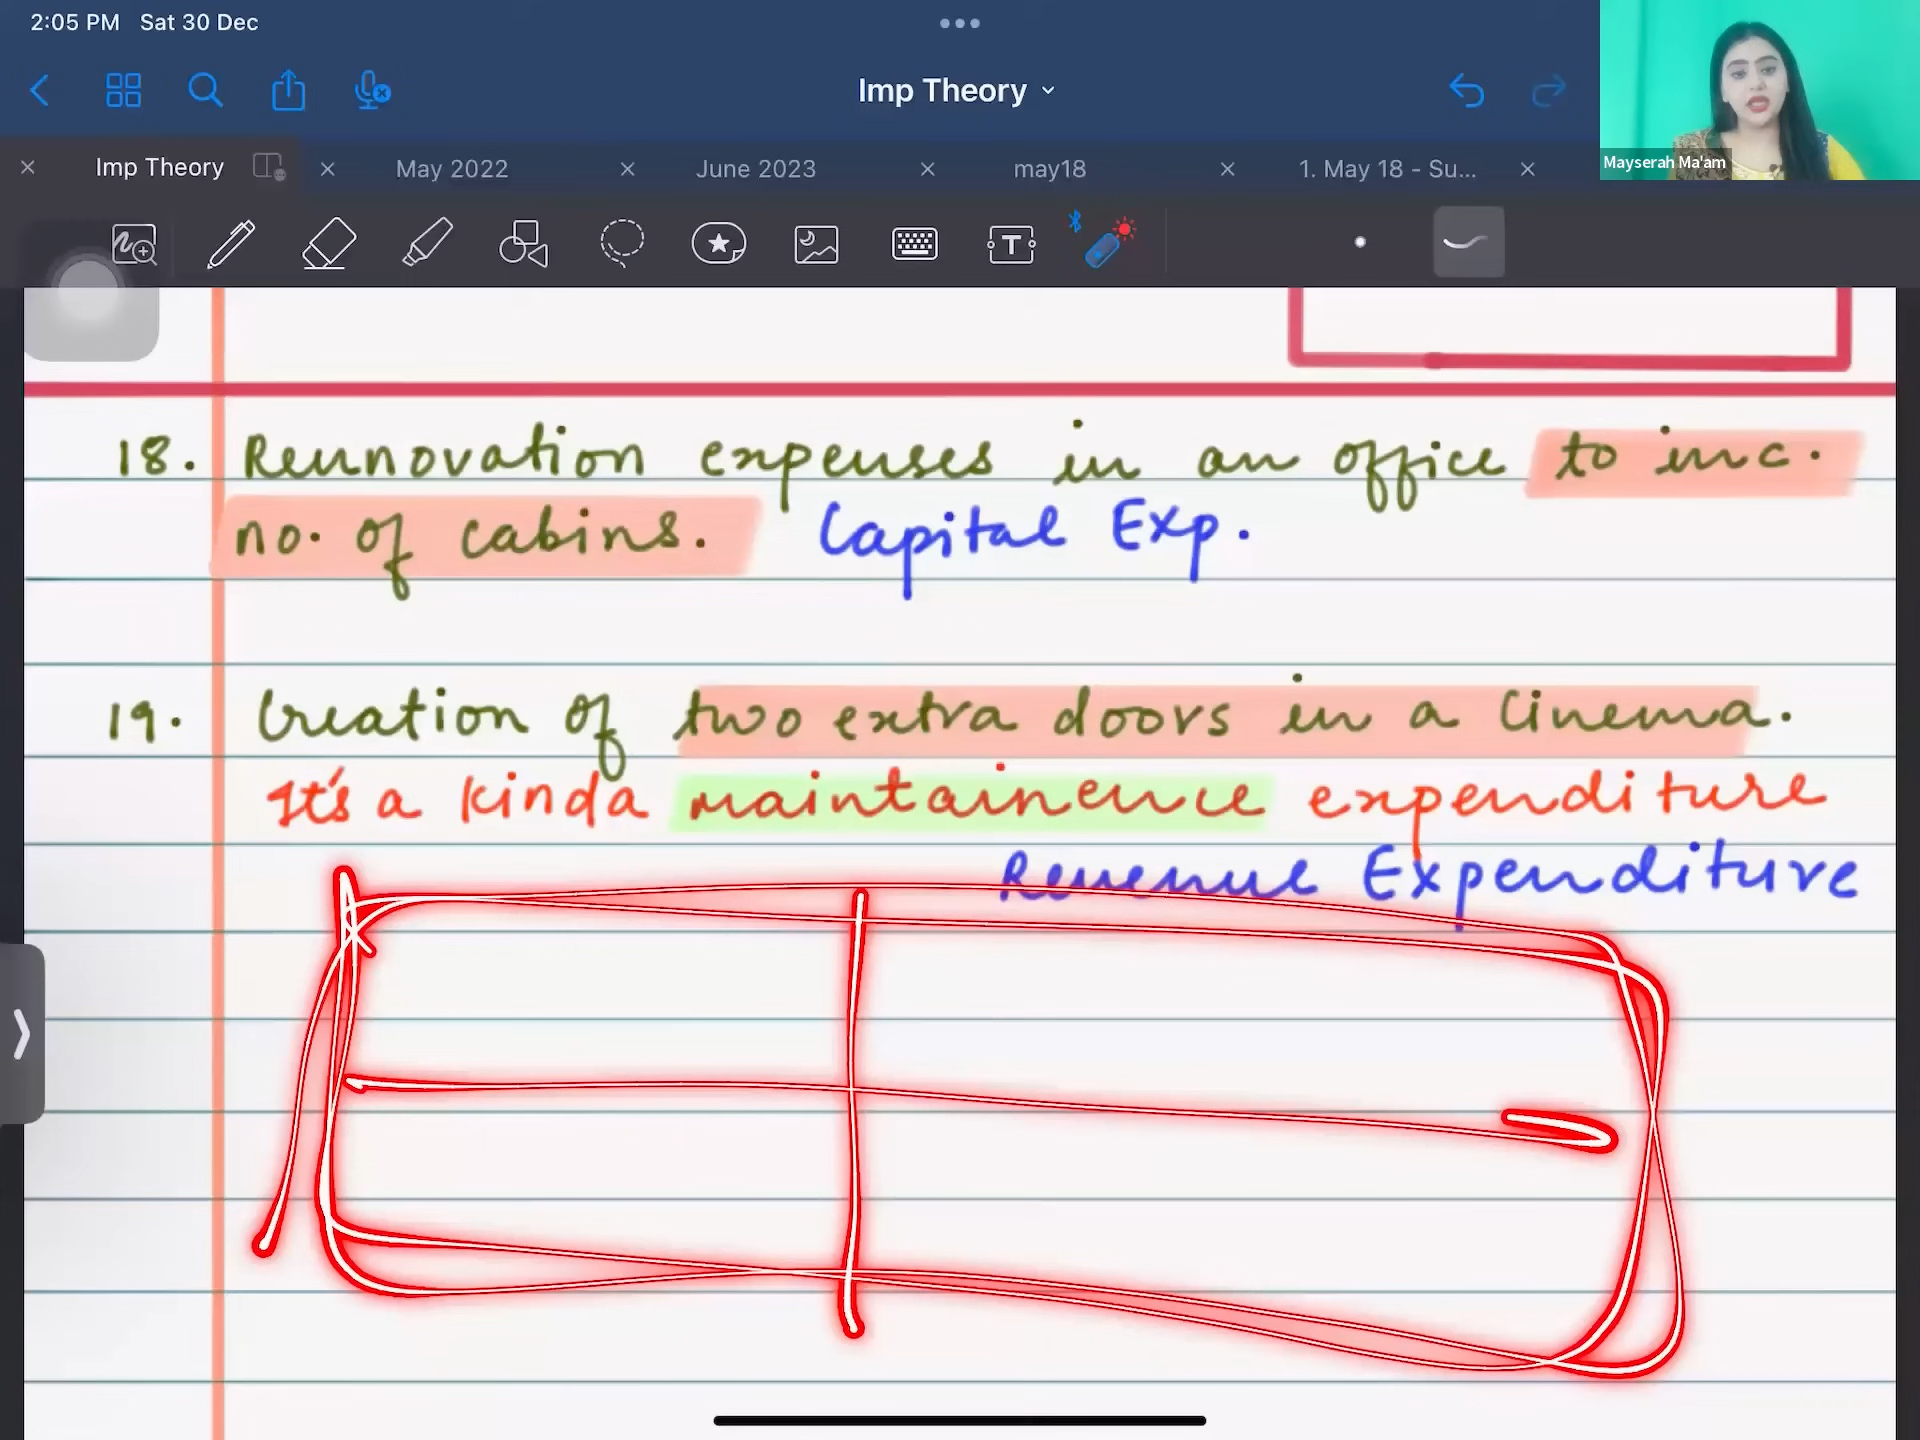 2:05 PM Sat 30 Dec
Imp Theory
Mayserah Ma'am
Imp Theory
May 2022
June 2023
may18
1. May 18 - Su...
T
18. Rennovation expenses in an office to inc.
no. of cabins. Capital Exp.
19. Creation of two extra doors in a Cinema.
It's a kinda maintainence expenditure
Revenue Expenditure